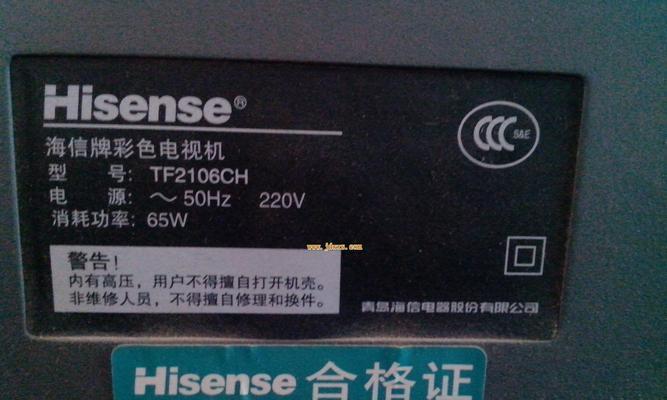 Hisense®
海信牌彩色电视机
型 号: TF2106CH
电 源: ～ 50Hz 220V
消耗功率: 65W
CCC S&E
警告!
内有高压，用户不得擅自打开机壳。
非维修人员，不得擅自修理和换件。
青岛海信电器股份有限公司
Hisense 合格证